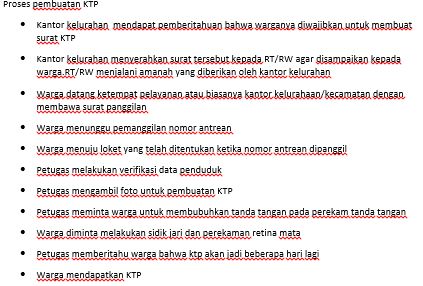 Proses pembuatan KTP
• Kantor kelurahan mendapat pemberitahuan bahwa warganya diwajibkan untuk membuat
surat KTP
• Kantor kelurahan menyerahkan surat tersebut kepada RT/RW agar disampaikan kepada
warga.RT/RW menjalani amanah yang diberikan oleh kantor kelurahan
• Warga datang ketempat pelayanan atau biasanya kantor kelurahaan/kecamatan dengan
membawa surat panggilan
• Warga menunggu pemanggilan nomor antrean
• Warga menuju loket yang telah ditentukan ketika nomor antrean dipanggil
• Petugas melakukan verifikasi data penduduk
• Petugas mengambil foto untuk pembuatan KTP
• Petugas meminta warga untuk membubuhkan tanda tangan pada perekam tanda tangan
• Warga diminta melakukan sidik jari dan perekaman retina mata
• Petugas memberitahu warga bahwa ktp akan jadi beberapa hari lagi
• Warga mendapatkan KTP